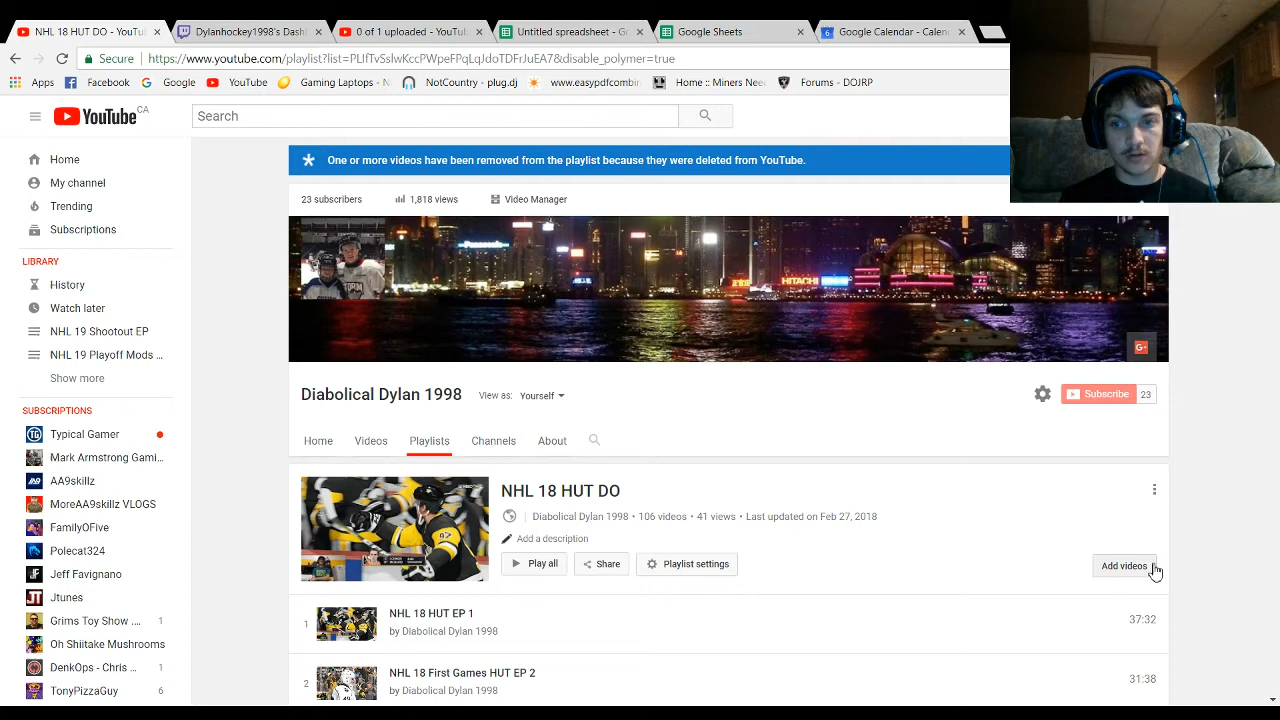 NHL 18 HUT DO - YouTu
Dylanhockey1998's Dash
0 of 1 uploaded - YouTu
Untitled spreadsheet - Go
Google Sheets
Google Calendar - Calen
Secure
https://www.youtube.com/playlist?list=PLIfTvSslwKccPWpeFPqLqJdoTDFrJuEA7&disable_polymer=true
Apps
Facebook
Google
YouTube
Gaming Laptops - N
NotCountry - plug.dj
www.easypdfcombin
Home - Miners Nee
Forums - DOJRP
YouTube CA
Search
Home
My channel
Trending
Subscriptions
LIBRARY
History
Watch later
NHL 19 Shootout EP
NHL 19 Playoff Mods ...
Show more
SUBSCRIPTIONS
Typical Gamer
Mark Armstrong Gami...
AA9skillz
MoreAA9skillz VLOGS
FamilyOFive
Polecat324
Jeff Favignano
Jtunes
Grims Toy Show .... 1
Oh Shiitake Mushrooms
DenkOps - Chris ... 1
TonyPizzaGuy 6
One or more videos have been removed from the playlist because they were deleted from YouTube.
23 subscribers
1,818 views
Video Manager
Panasonic
HITACHI
G+
Diabolical Dylan 1998
View as: Yourself
Subscribe 23
Home
Videos
Playlists
Channels
About
NHL 18 HUT DO
Diabolical Dylan 1998 • 106 videos • 41 views • Last updated on Feb 27, 2018
Add a description
Play all
Share
Playlist settings
Add videos
1
NHL 18 HUT EP 1
by Diabolical Dylan 1998
37:32
2
NHL 18 First Games HUT EP 2
by Diabolical Dylan 1998
31:38